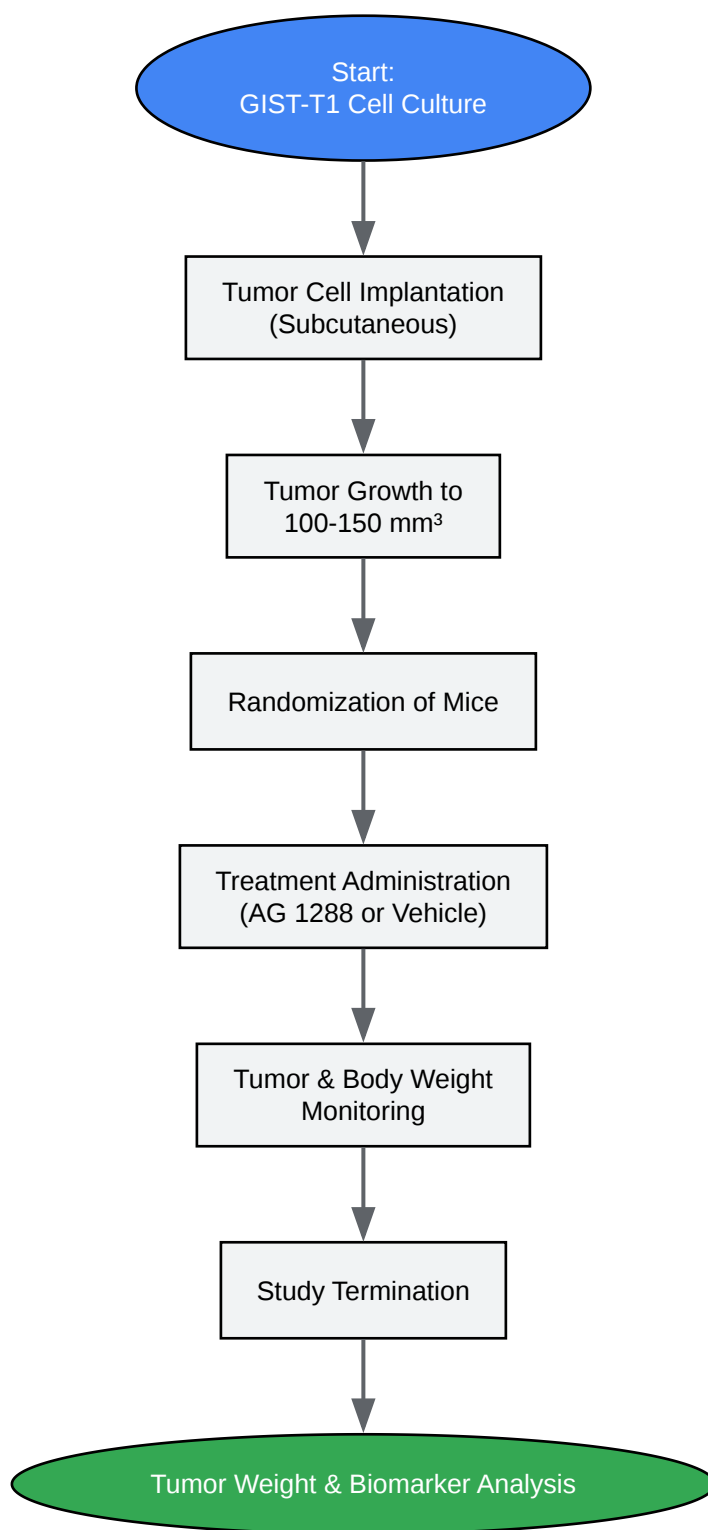 Start:
GIST-T1 Cell Culture
Tumor Cell Implantation
(Subcutaneous)
Tumor Growth to
100-150 mm³
Randomization of Mice
Treatment Administration
(AG 1288 or Vehicle)
Tumor & Body Weight
Monitoring
Study Termination
Tumor Weight & Biomarker Analysis